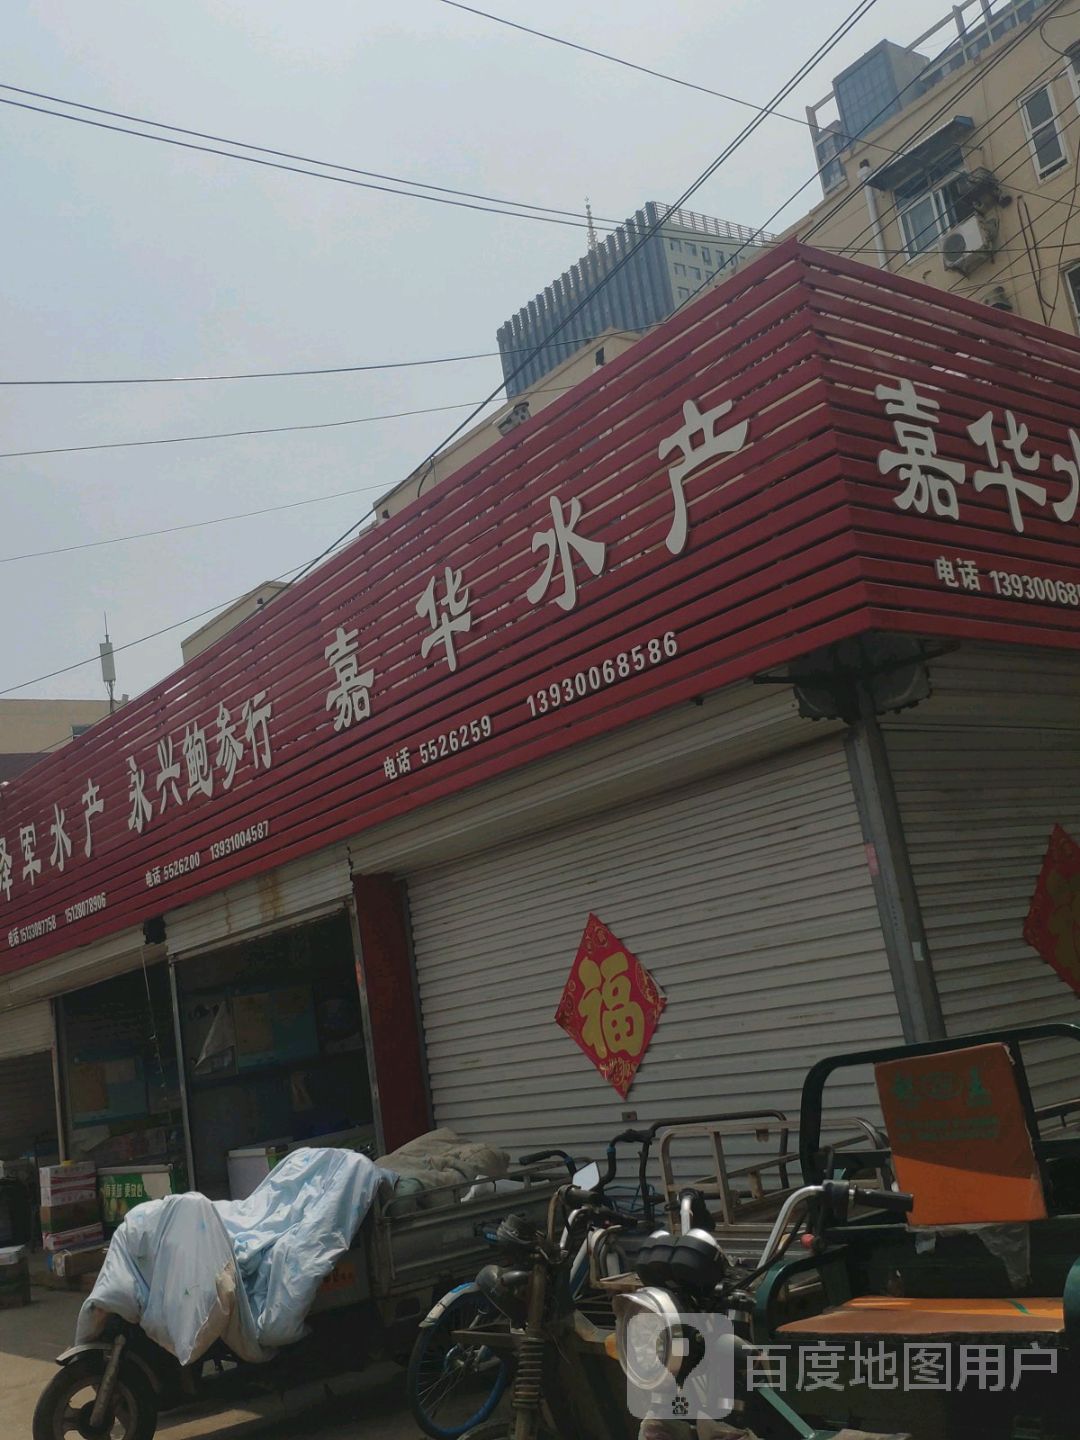 泽军水产
电话 15133097758 15128078906
永兴鲍参行
电话 5526200 13931004587
嘉华水产
电话 5526259 13930068586
嘉华水
电话 139300685
福
百度地图用户